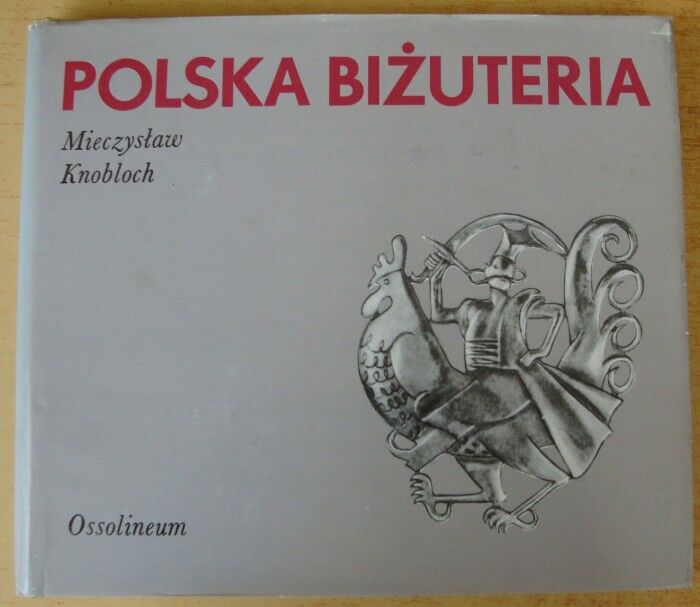 POLSKA BIŻUTERIA
Mieczysław
Knobloch
Ossolineum